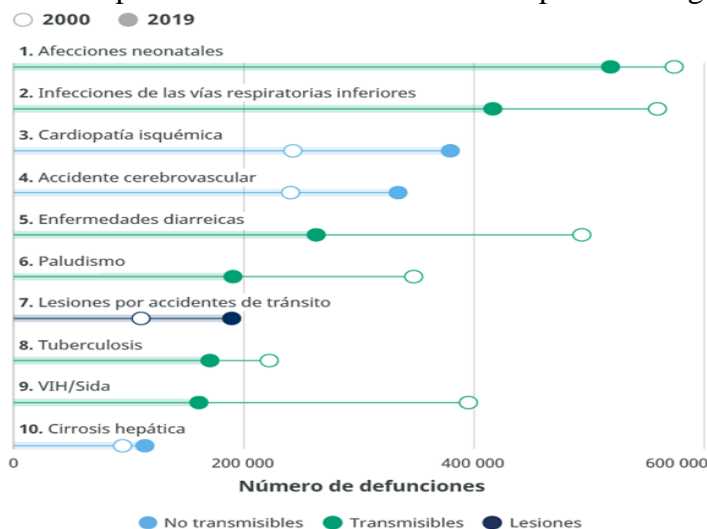 2000 2019
1. Afecciones neonatales
2. Infecciones de las vías respiratorias inferiores
3. Cardiopatía isquémica
4. Accidente cerebrovascular
5. Enfermedades diarreicas
6. Paludismo
7. Lesiones por accidentes de tránsito
8. Tuberculosis
9. VIH/Sida
10. Cirrosis hepática
0 200 000 400 000 600 000
Número de defunciones
No transmisibles Transmisibles Lesiones